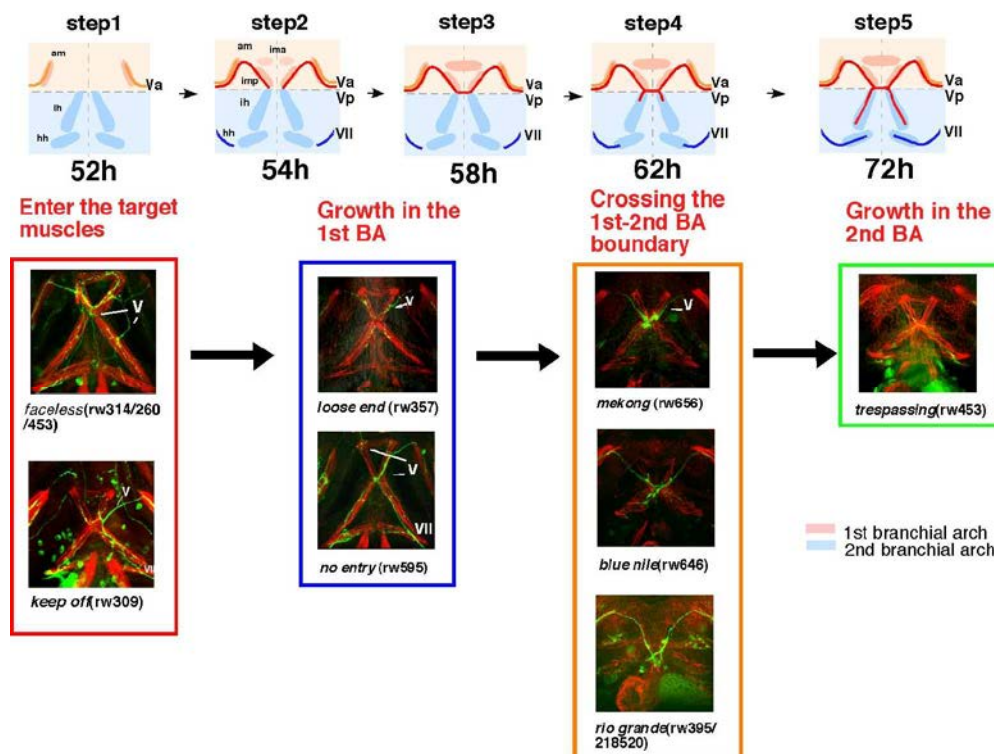 step1
step2
step3
step4
step5
am
Va
lh
hh
am
ima
imp
ih
hh
Va
Vp
VII
Va
Vp
Va
Vp
VII
Va
Vp
VII
52h
54h
58h
62h
72h
Enter the target
muscles
Growth in the
1st BA
Crossing the
1st-2nd BA
boundary
Growth in the
2nd BA
V
faceless(rw314/260
/453)
V
VII
keep off(rw309)
V
loose end (rw357)
V
VII
no entry (rw595)
V
mekong (rw656)
blue nile(rw646)
rio grande(rw395/
218520)
trespassing(rw453)
1st branchial arch
2nd branchial arch